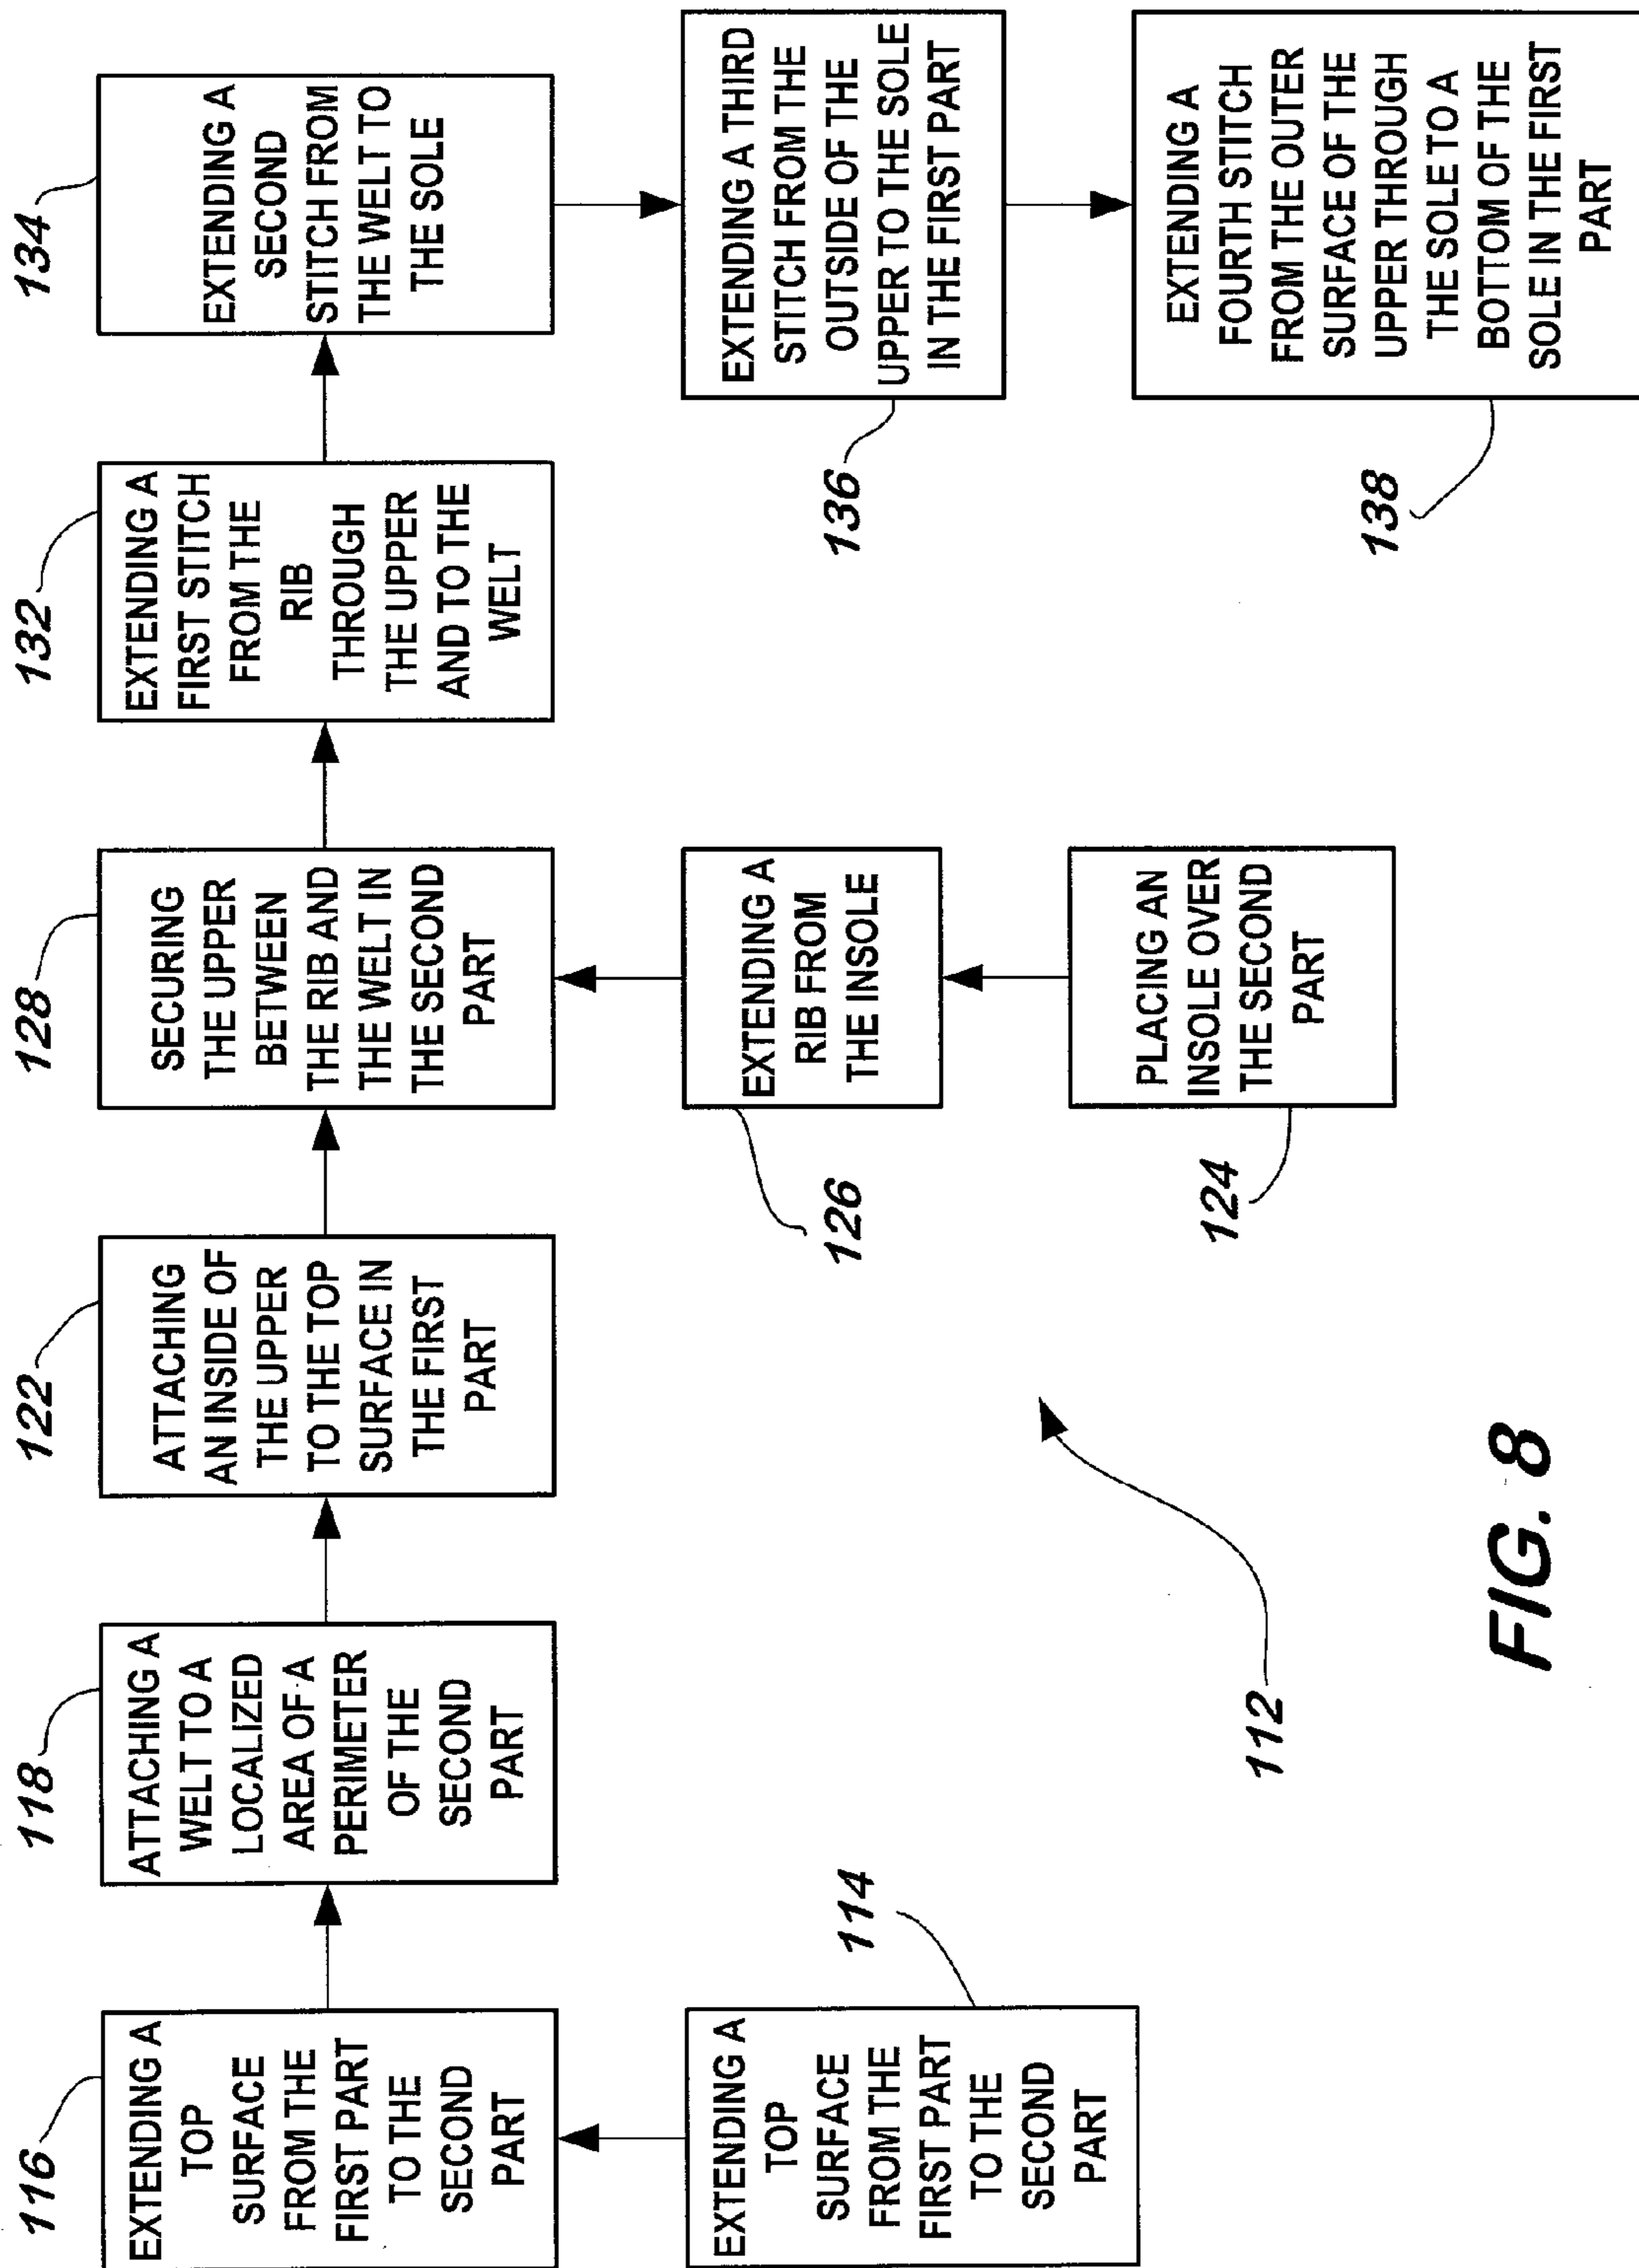 116
EXTENDING A
TOP
SURFACE
FROM THE
FIRST PART
TO THE
SECOND
PART
118
ATTACHING A
WELT TO A
LOCALIZED
AREA OF A
PERIMETER
OF THE
SECOND
PART
122
ATTACHING
AN INSIDE OF
THE UPPER
TO THE TOP
SURFACE IN
THE FIRST
PART
128
SECURING
THE UPPER
BETWEEN
THE RIB AND
THE WELT IN
THE SECOND
PART
132
EXTENDING A
FIRST STITCH
FROM THE
RIB
THROUGH
THE UPPER
AND TO THE
WELT
134
EXTENDING A
SECOND
STITCH FROM
THE WELT TO
THE SOLE
114
EXTENDING A
TOP
SURFACE
FROM THE
FIRST PART
TO THE
SECOND
PART
126
EXTENDING A
RIB FROM
THE INSOLE
136
EXTENDING A THIRD
STITCH FROM THE
OUTSIDE OF THE
UPPER TO THE SOLE
IN THE FIRST PART
124
PLACING AN
INSOLE OVER
THE SECOND
PART
138
EXTENDING A
FOURTH STITCH
FROM THE OUTER
SURFACE OF THE
UPPER THROUGH
THE SOLE TO A
BOTTOM OF THE
SOLE IN THE FIRST
PART
112
FIG. 8